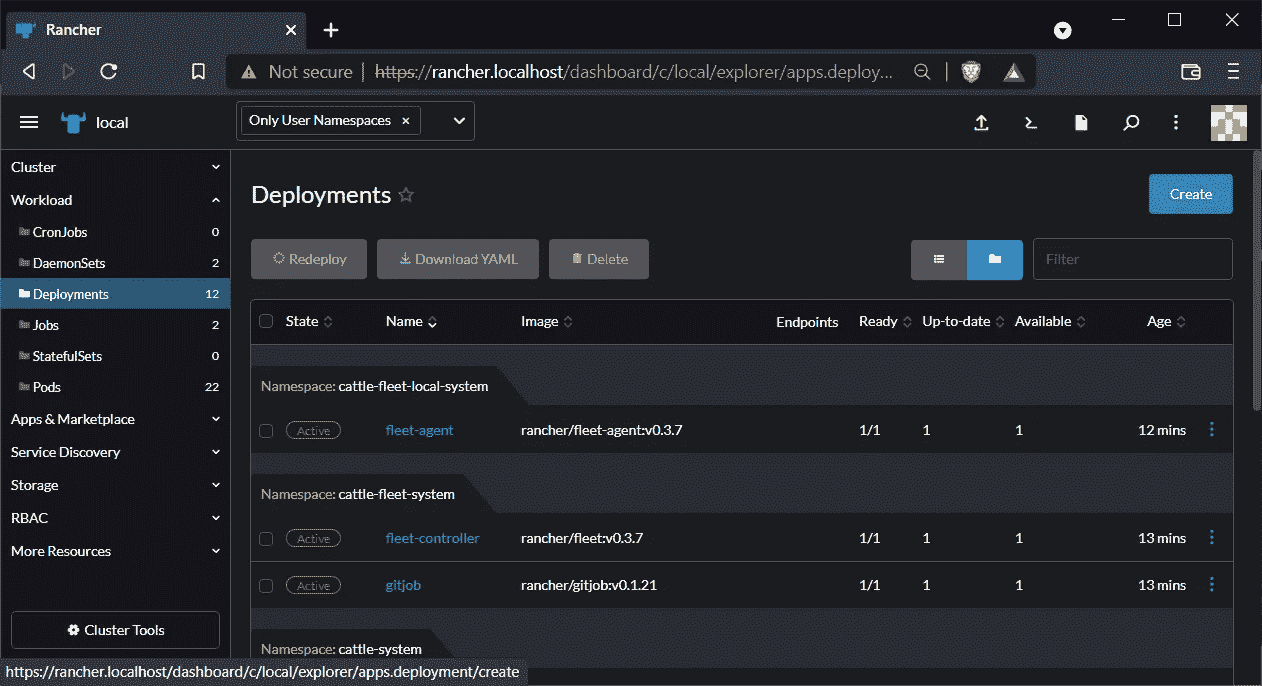 Rancher
Not secure https://rancher.localhost/dashboard/c/local/explorer/apps.deploy...
local Only User Namespaces ×
Cluster
Workload
CronJobs 0
DaemonSets 2
Deployments 12
Jobs 2
StatefulSets 0
Pods 22
Apps & Marketplace
Service Discovery
Storage
RBAC
More Resources
Cluster Tools
Deployments
Create
Redeploy Download YAML Delete Filter
State Name Image Endpoints Ready Up-to-date Available Age
Namespace: cattle-fleet-local-system
Active fleet-agent rancher/fleet-agent:v0.3.7 1/1 1 1 12 mins
Namespace: cattle-fleet-system
Active fleet-controller rancher/fleet:v0.3.7 1/1 1 1 13 mins
Active gitjob rancher/gitjob:v0.1.21 1/1 1 1 13 mins
Namespace: cattle-system
https://rancher.localhost/dashboard/c/local/explorer/apps.deployment/create